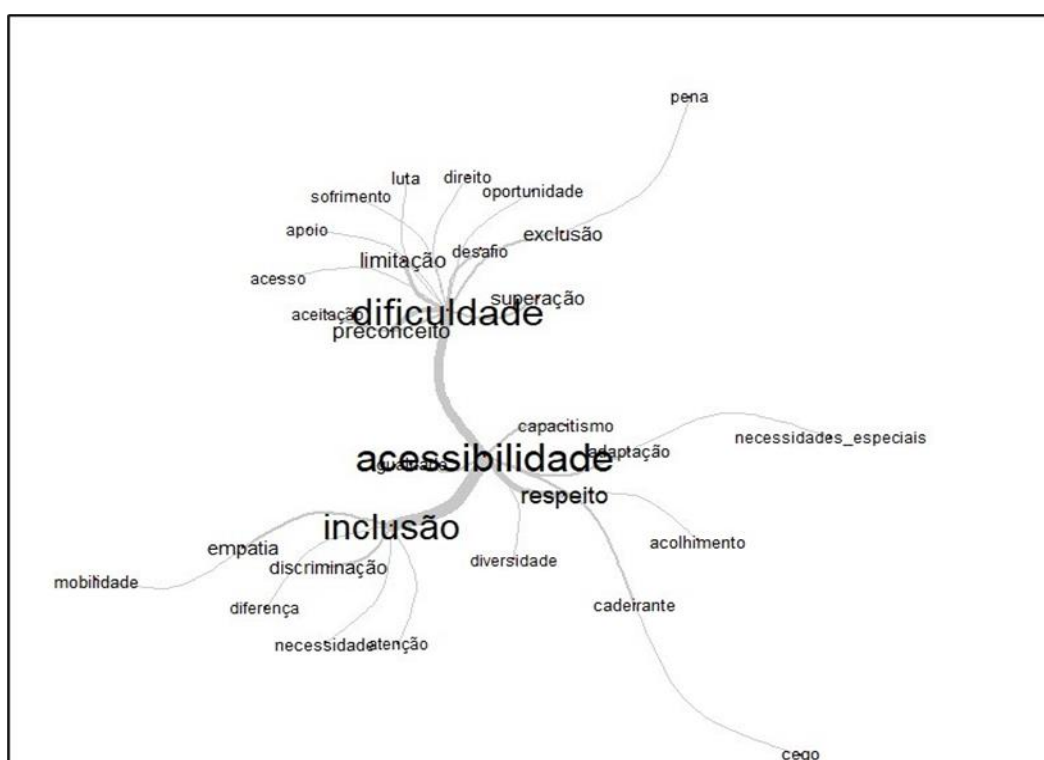 pena
luta
direito
sofrimento
oportunidade
apoio
exclusão
desafio
limitação
acesso
superação
dificuldade
aceitação
preconceito
capacitismo
necessidades_especiais
adaptação
acessibilidade
igualdade
respeito
inclusão
acolhimento
empatia
diversidade
discriminação
mobilidade
diferença
cadeirante
necessidade
atenção
cego